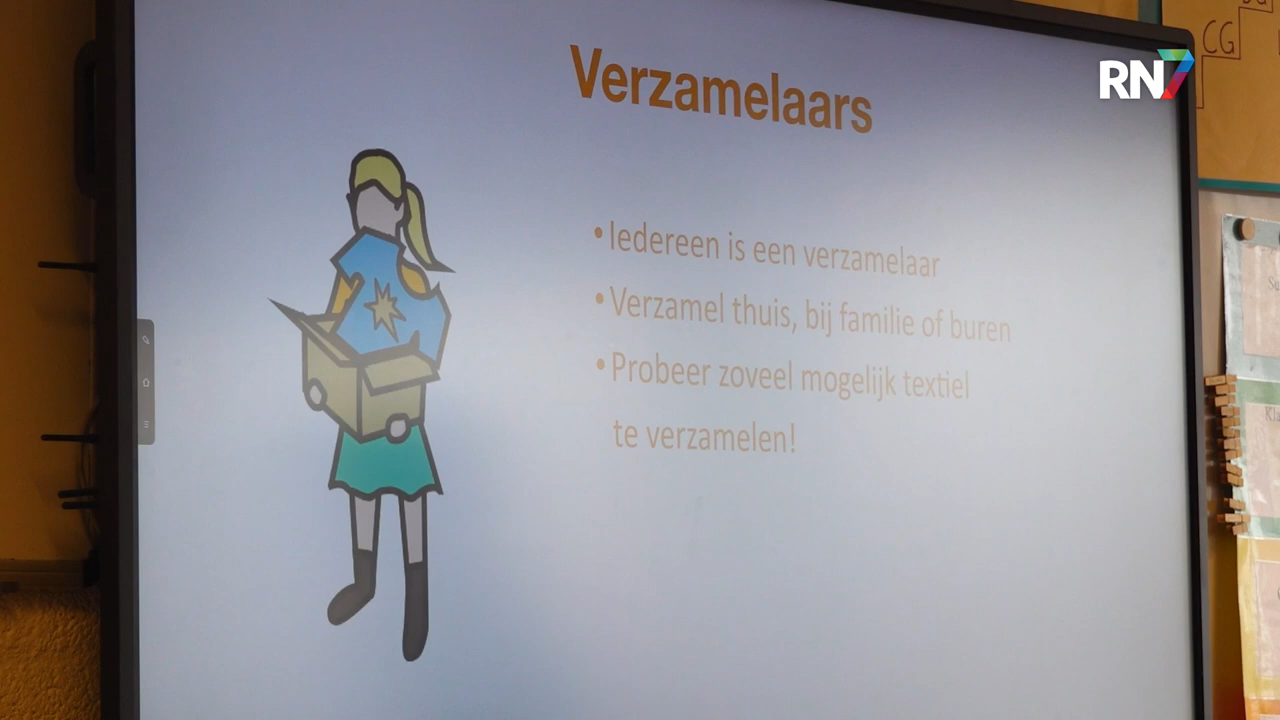 Verzamelaars
RN7
CG
• Iedereen is een verzamelaar
• Verzamel thuis, bij familie of buren
• Probeer zoveel mogelijk textiel
te verzamelen!